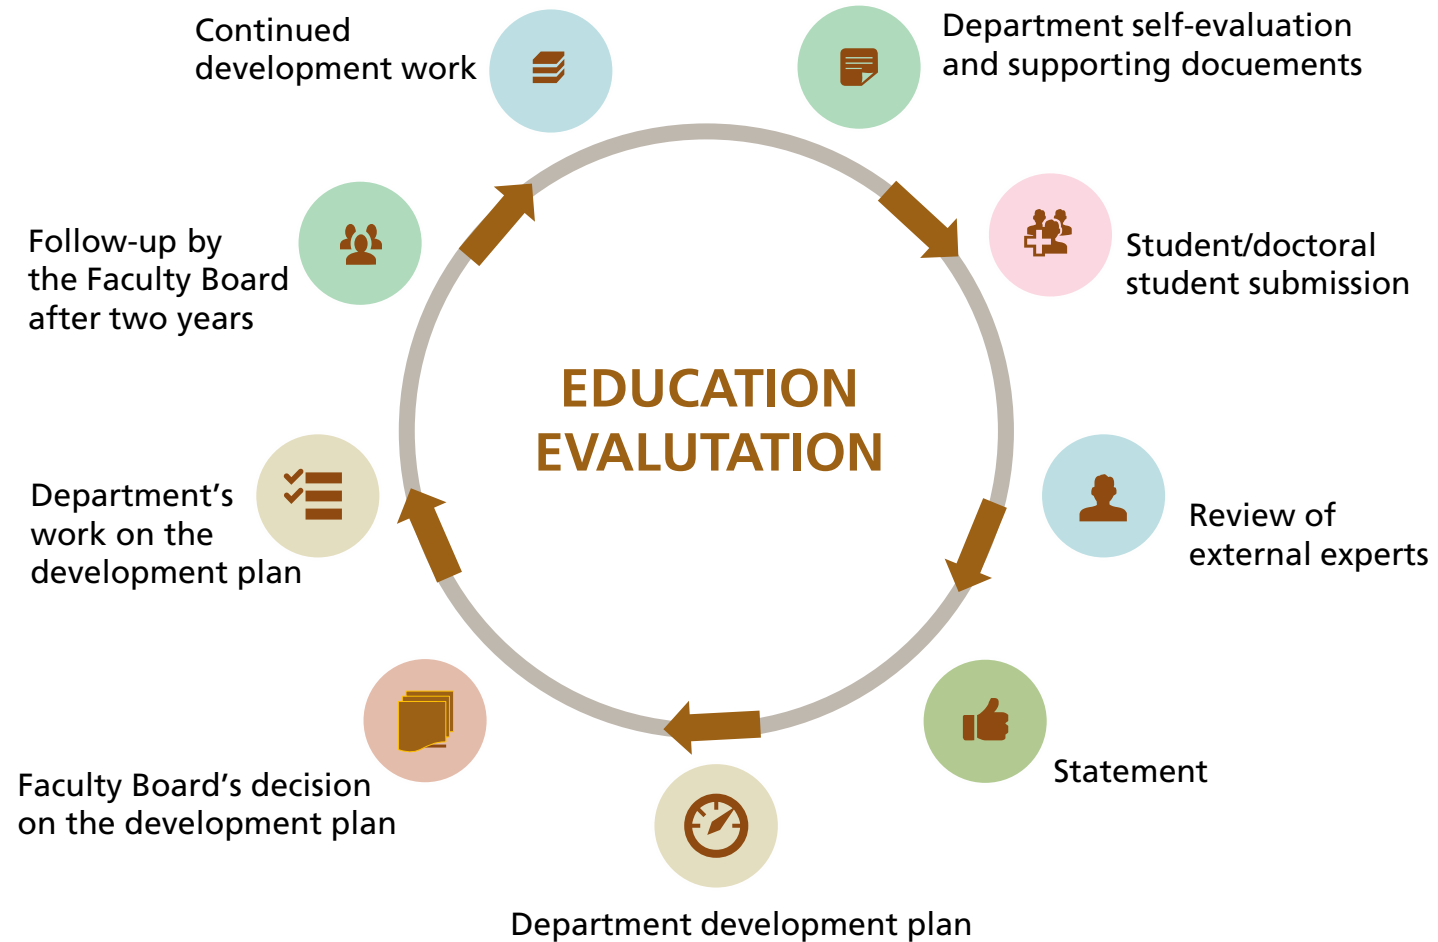 Continued
development work
Department self-evaluation
and supporting docuements
Student/doctoral
student submission
Review of
external experts
Statement
Department development plan
Faculty Board's decision
on the development plan
Department's
work on the
development plan
Follow-up by
the Faculty Board
after two years
EDUCATION
EVALUTATION